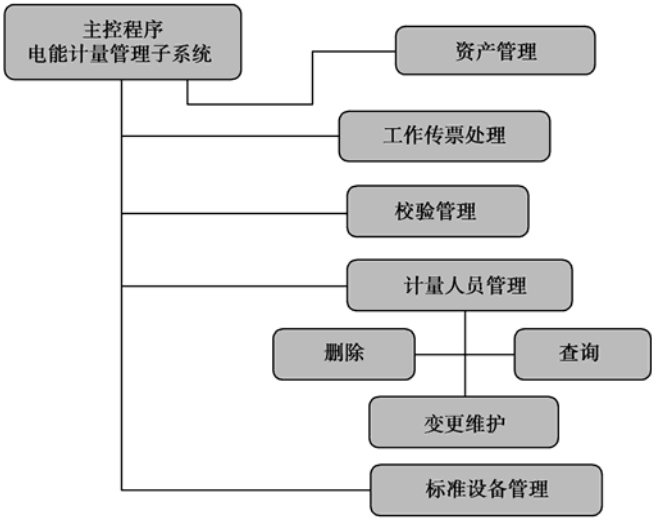 主控程序
电能计量管理子系统
资产管理
工作传票处理
校验管理
计量人员管理
删除
查询
变更维护
标准设备管理